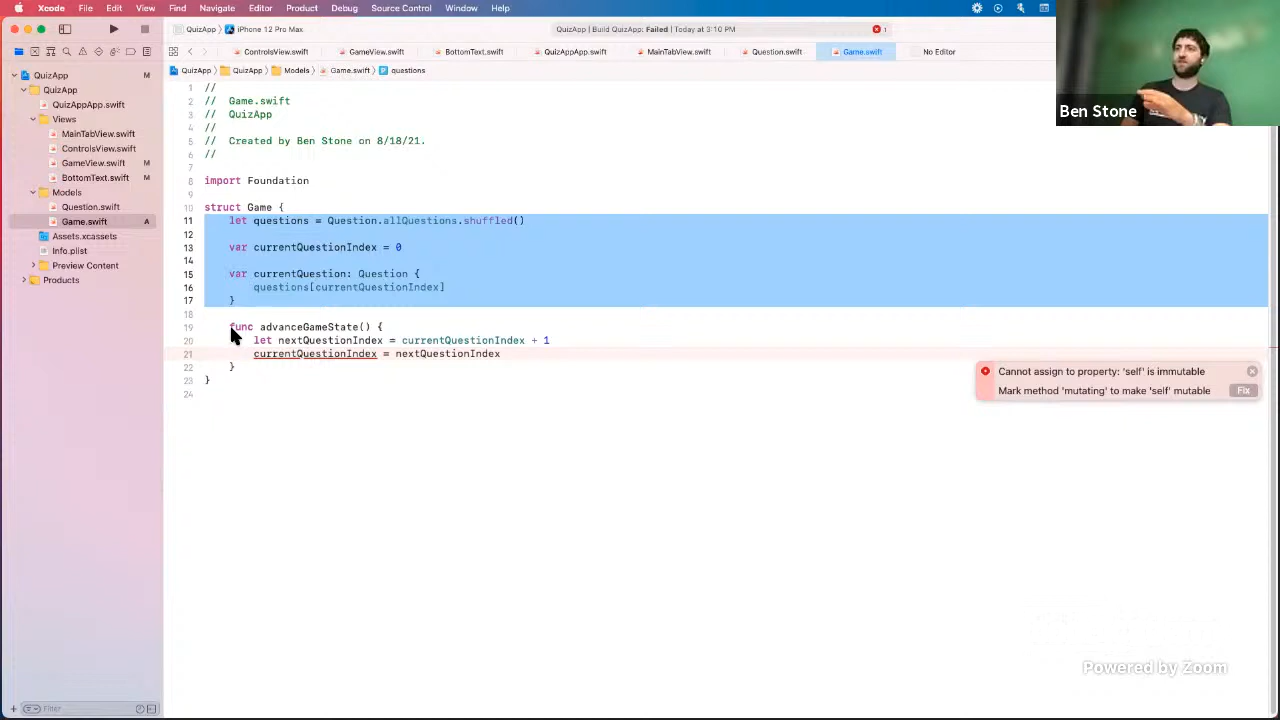 Xcode File Edit View Find Navigate Editor Product Debug Source Control Window Help
QuizApp iPhone 12 Pro Max QuizApp | Build QuizApp: Failed | Today at 3:10 PM 1
ControlsView.swift GameView.swift BottomText.swift QuizAppApp.swift MainTabView.swift Question.swift Game.swift No Editor
QuizApp QuizApp Models Game.swift P questions
QuizApp M
QuizApp
QuizAppApp.swift
Views
MainTabView.swift
ControlsView.swift
GameView.swift M
BottomText.swift M
Models
Question.swift
Game.swift A
Assets.xcassets
Info.plist
Preview Content
Products
Filter
1 //
2 // Game.swift
3 // QuizApp
4 //
5 // Created by Ben Stone on 8/18/21.
6 //
7
8 import Foundation
9
10 struct Game {
11 let questions = Question.allQuestions.shuffled()
12
13 var currentQuestionIndex = 0
14
15 var currentQuestion: Question {
16 questions[currentQuestionIndex]
17 }
18
19 func advanceGameState() {
20 let nextQuestionIndex = currentQuestionIndex + 1
21 currentQuestionIndex = nextQuestionIndex
22 }
23 }
24
Cannot assign to property: 'self' is immutable
Mark method 'mutating' to make 'self' mutable Fix
Ben Stone
Powered by Zoom